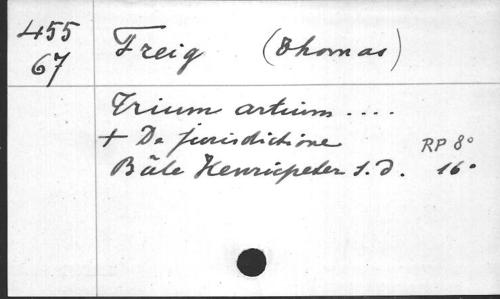 455
67
Freig (Thomas)
Trium artium ....
+ De jurisdictione
Bâle Henricpeter s.d.
RP 8°
16°